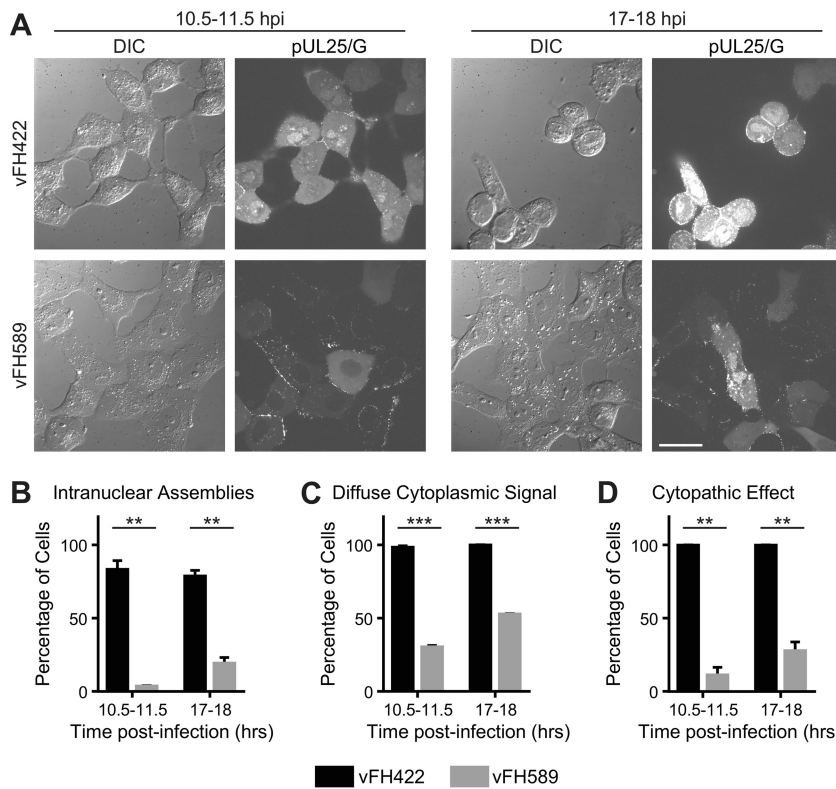 A
10.5-11.5 hpi
17-18 hpi
DIC
pUL25/G
DIC
pUL25/G
vFH422
vFH589
B
Intranuclear Assemblies
C
Diffuse Cytoplasmic Signal
D
Cytopathic Effect
**
**
***
***
**
**
Percentage of Cells
100
50
0
10.5-11.5
17-18
Time post-infection (hrs)
Percentage of Cells
100
50
0
10.5-11.5
17-18
Time post-infection (hrs)
Percentage of Cells
100
50
0
10.5-11.5
17-18
Time post-infection (hrs)
vFH422
vFH589